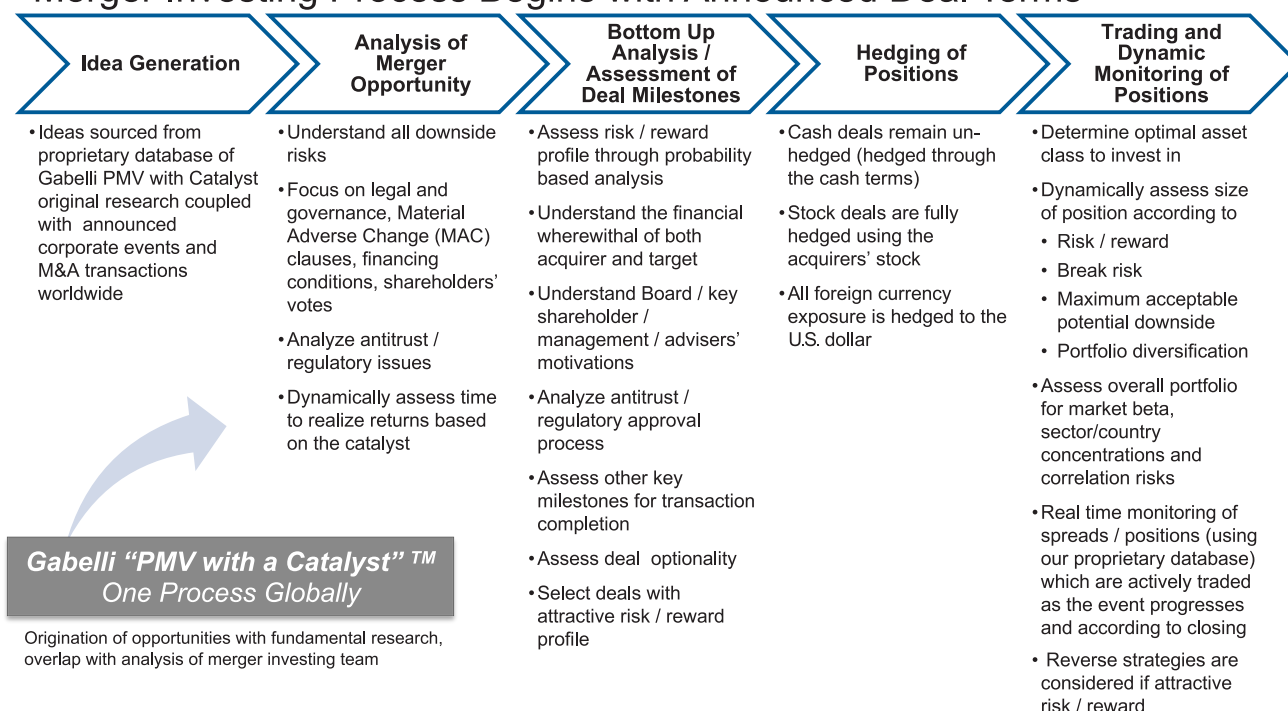 Merger Investing Process Begins with Announced Deal Terms
Idea Generation
• Ideas sourced from
proprietary database of
Gabelli PMV with Catalyst
original research coupled
with announced
corporate events and
M&A transactions
worldwide
Analysis of
Merger
Opportunity
• Understand all downside
risks
• Focus on legal and
governance, Material
Adverse Change (MAC)
clauses, financing
conditions, shareholders'
votes
• Analyze antitrust /
regulatory issues
• Dynamically assess time
to realize returns based
on the catalyst
Bottom Up
Analysis /
Assessment of
Deal Milestones
• Assess risk / reward
profile through probability
based analysis
• Understand the financial
wherewithal of both
acquirer and target
• Understand Board / key
shareholder /
management / advisers'
motivations
• Analyze antitrust /
regulatory approval
process
• Assess other key
milestones for transaction
completion
• Assess deal optionality
• Select deals with
attractive risk / reward
profile
Hedging of
Positions
• Cash deals remain un-
hedged (hedged through
the cash terms)
• Stock deals are fully
hedged using the
acquirers' stock
• All foreign currency
exposure is hedged to the
U.S. dollar
Trading and
Dynamic
Monitoring of
Positions
• Determine optimal asset
class to invest in
• Dynamically assess size
of position according to
• Risk / reward
• Break risk
• Maximum acceptable
potential downside
• Portfolio diversification
• Assess overall portfolio
for market beta,
sector/country
concentrations and
correlation risks
• Real time monitoring of
spreads / positions (using
our proprietary database)
which are actively traded
as the event progresses
and according to closing
• Reverse strategies are
considered if attractive
risk / reward
Gabelli "PMV with a Catalyst" ™
One Process Globally
Origination of opportunities with fundamental research,
overlap with analysis of merger investing team